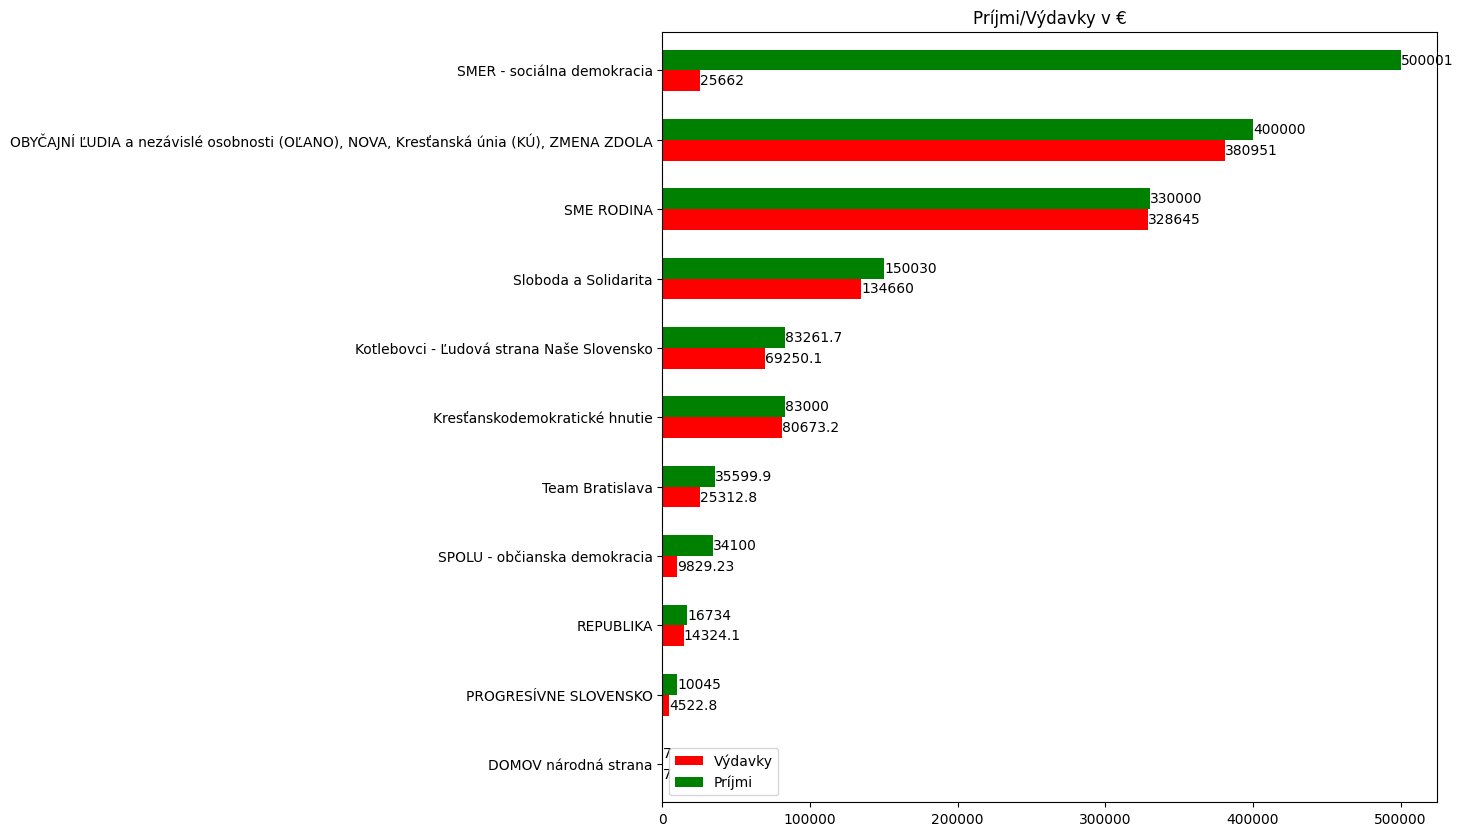 Príjmi/Výdavky v €
SMER - sociálna demokracia
500001
25662
OBYČAJNÍ ĽUDIA a nezávislé osobnosti (OĽANO), NOVA, Kresťanská únia (KÚ), ZMENA ZDOLA
400000
380951
SME RODINA
330000
328645
Sloboda a Solidarita
150030
134660
Kotlebovci - Ľudová strana Naše Slovensko
83261.7
69250.1
Kresťanskodemokratické hnutie
83000
80673.2
Team Bratislava
35599.9
25312.8
SPOLU - občianska demokracia
34100
9829.23
REPUBLIKA
16734
14324.1
PROGRESÍVNE SLOVENSKO
10045
4522.8
DOMOV národná strana
7
7
Výdavky
Príjmi
0 100000 200000 300000 400000 500000